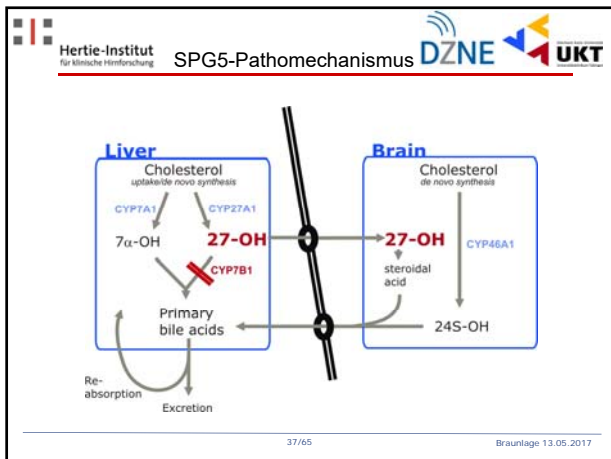 Hertie-Institut
für klinische Hirnforschung
SPG5-Pathomechanismus
DZNE
UKT
Liver
Brain
Cholesterol
uptake/de novo synthesis
Cholesterol
de novo synthesis
CYP7A1
CYP27A1
7α-OH
27-OH
27-OH
CYP46A1
CYP7B1
steroidal
acid
Primary
bile acids
24S-OH
Re-
absorption
Excretion
37/65
Braunlage 13.05.2017